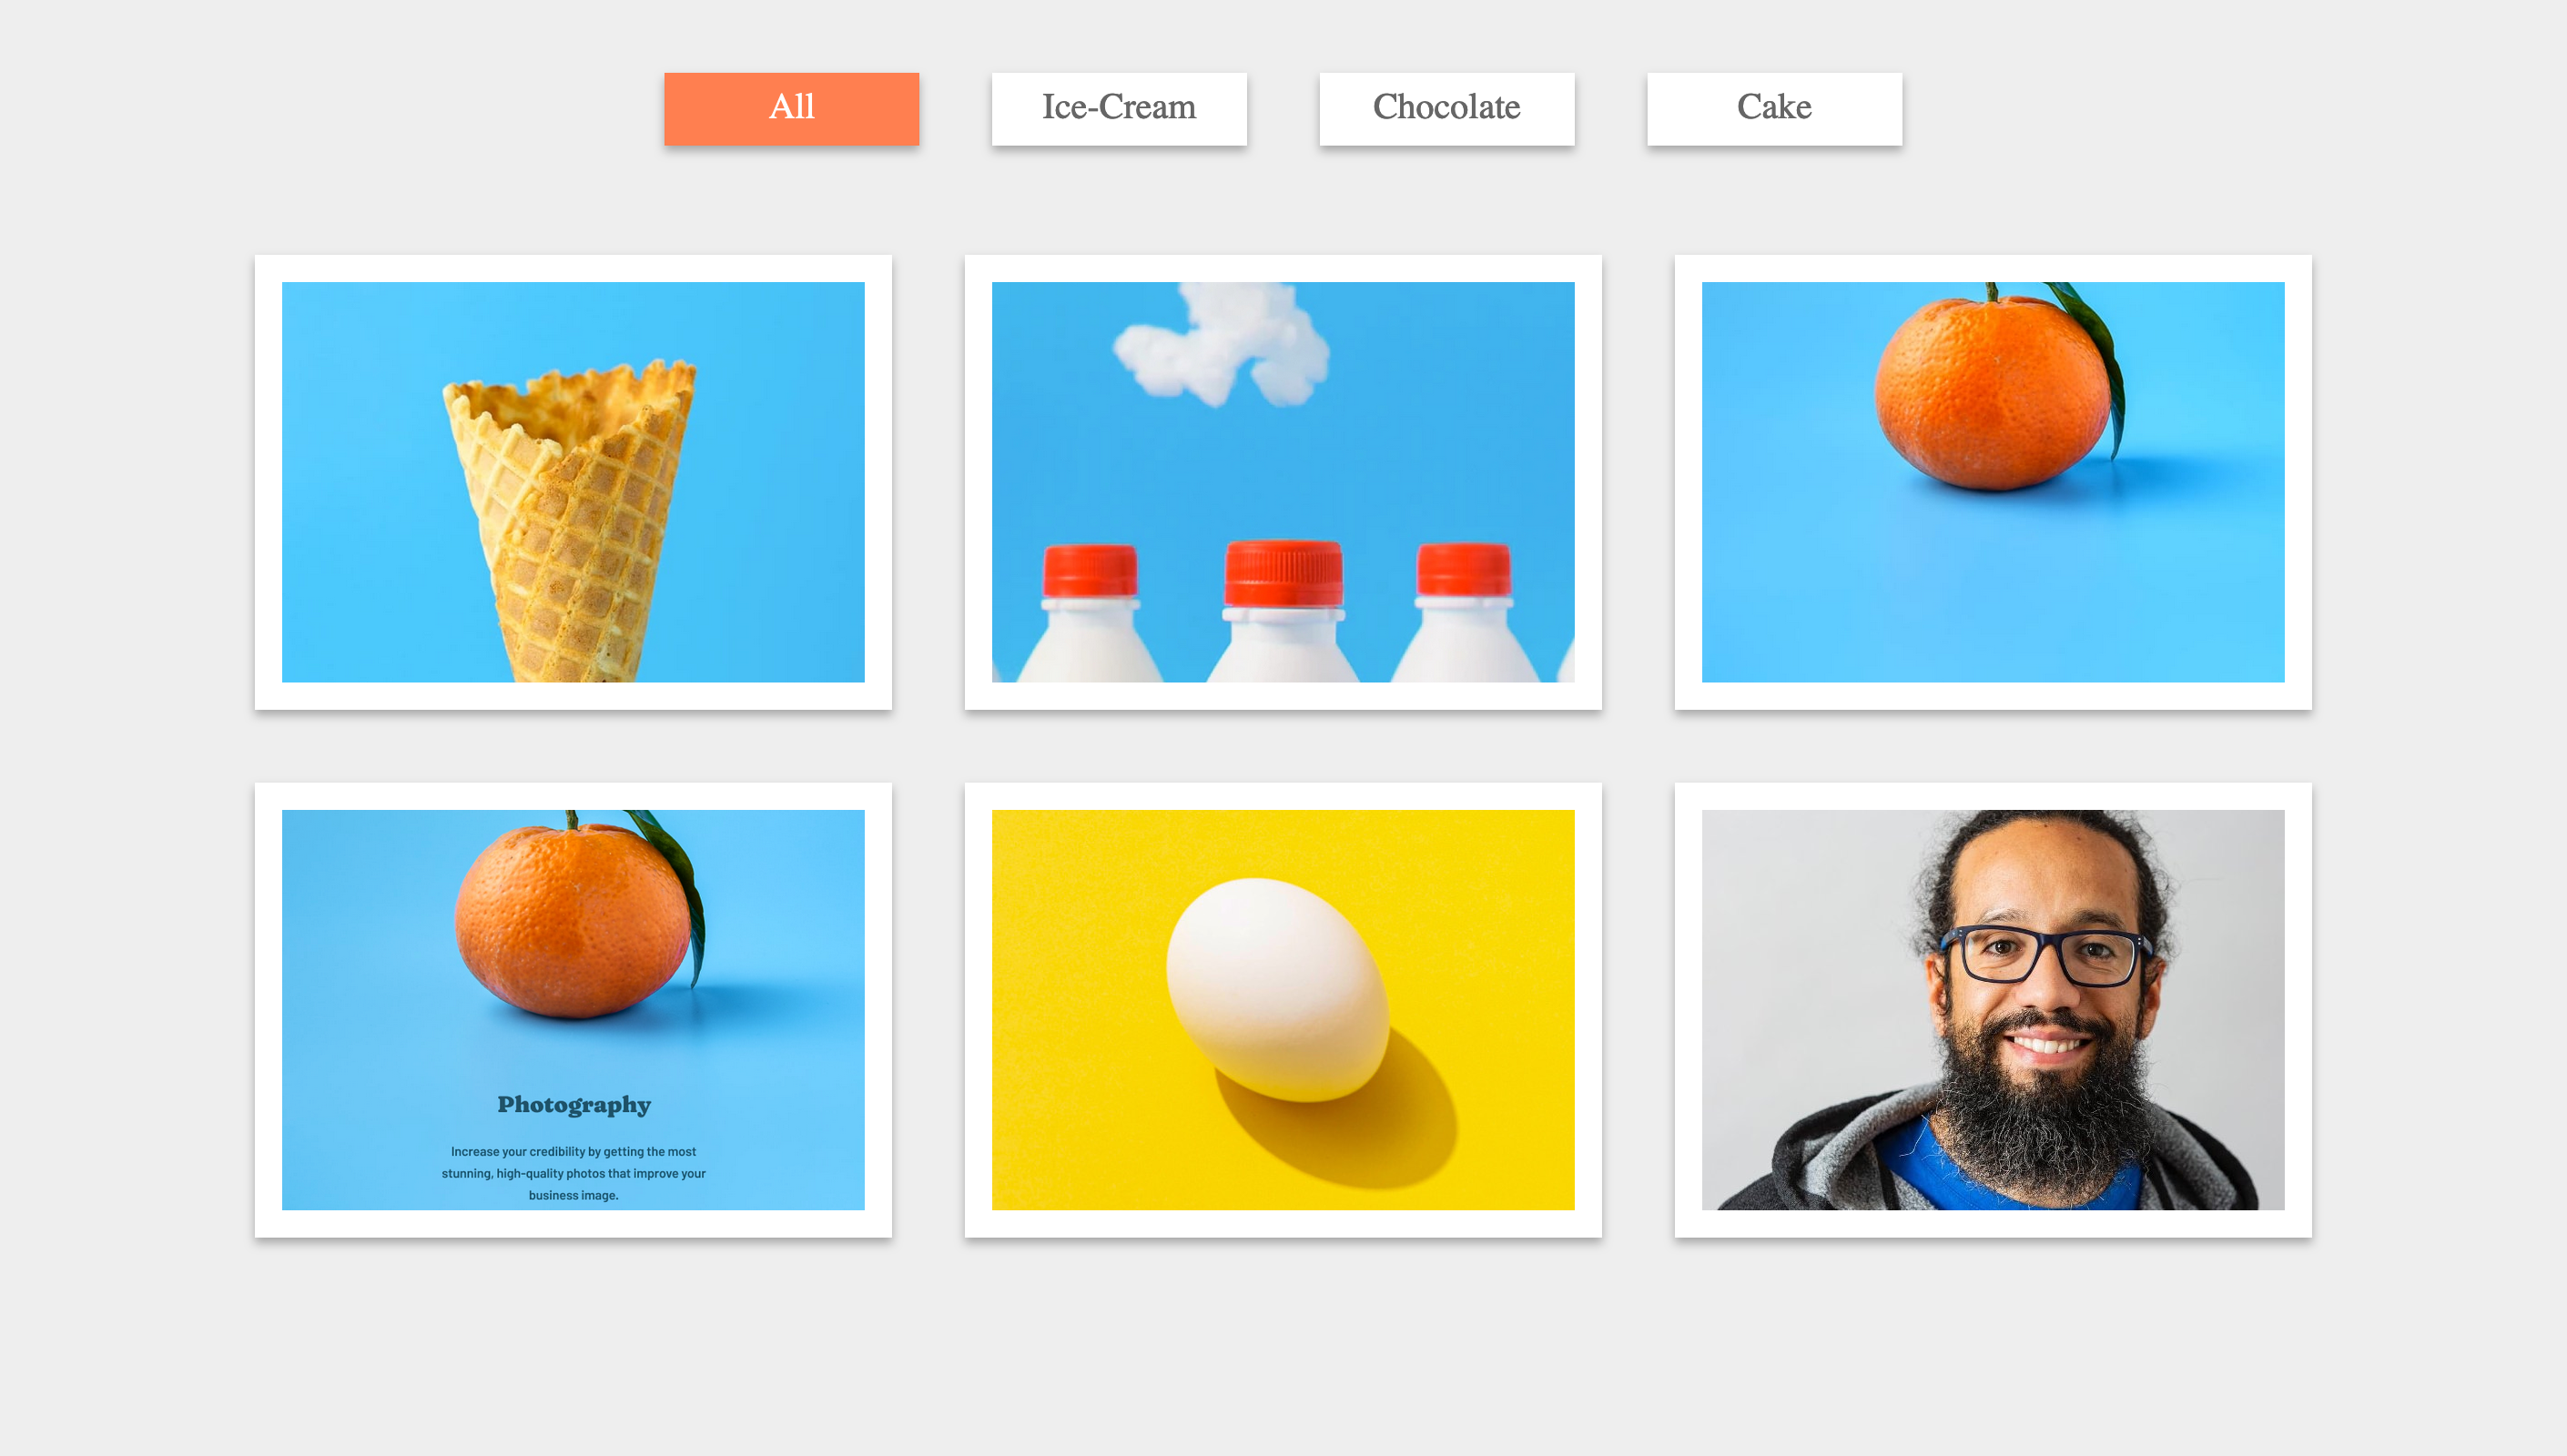 All
Ice-Cream
Chocolate
Cake
Photography
Increase your credibility by getting the most
stunning, high-quality photos that improve your
business image.